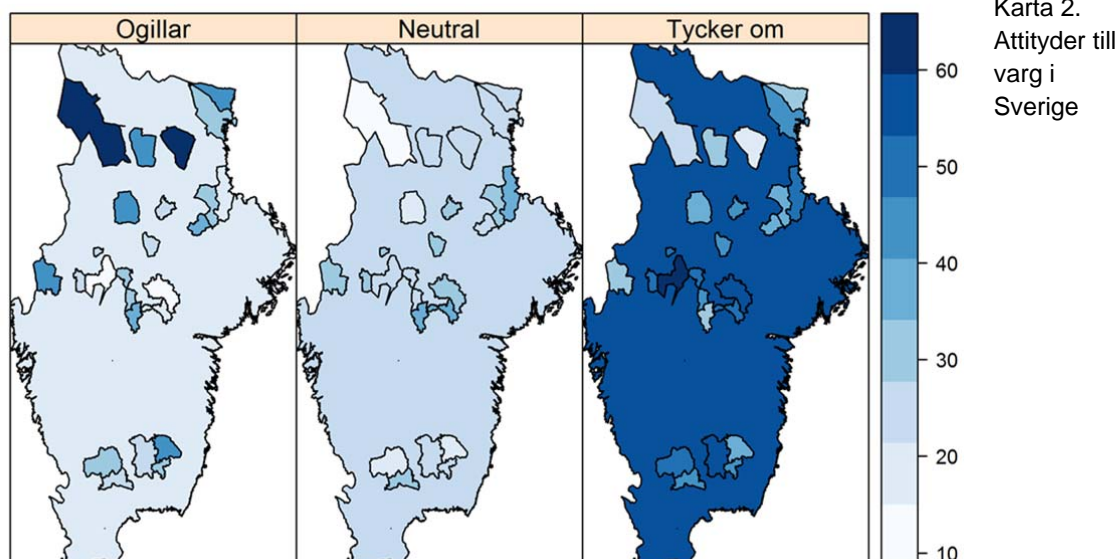 Ogillar
Neutral
Tycker om
60
50
40
30
20
10
Karta 2.
Attityder till
varg i
Sverige